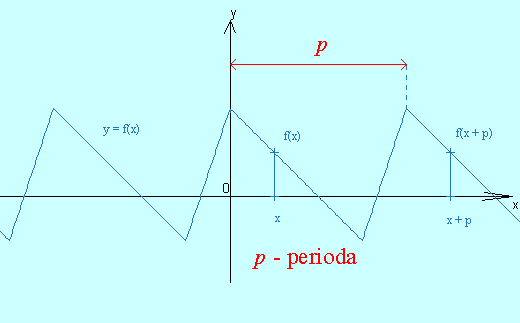 y
p
y = f(x)
f(x)
f(x + p)
0
x
x
x + p
p - perioda